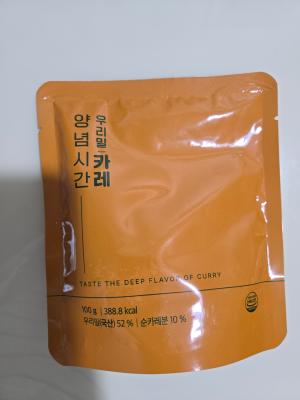 우리밀 카레
양념시간
TASTE THE DEEP FLAVOR OF CURRY
100 g | 388.8 kcal
우리밀(국산) 52 % | 순카레분 10 %